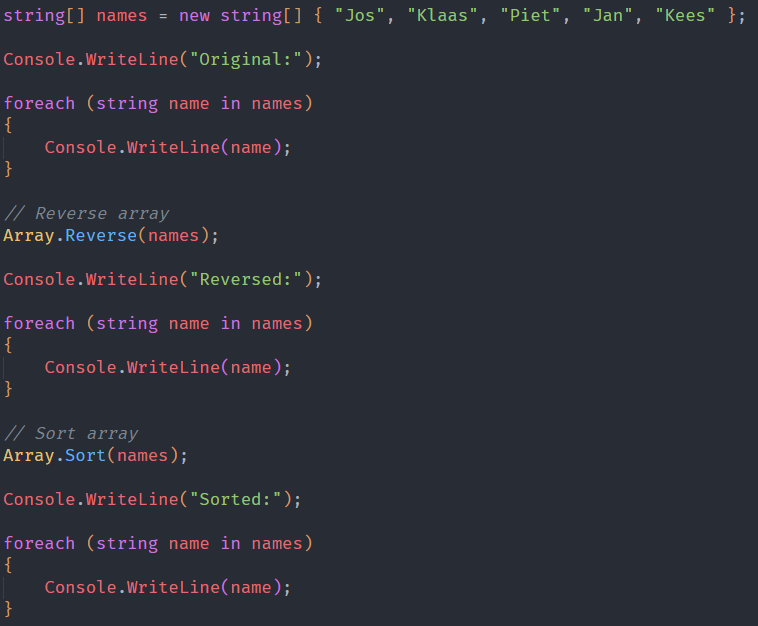 string[] names = new string[] { "Jos", "Klaas", "Piet", "Jan", "Kees" };
Console.WriteLine("Original:");
foreach (string name in names)
{
Console.WriteLine(name);
}
// Reverse array
Array.Reverse(names);
Console.WriteLine("Reversed:");
foreach (string name in names)
{
Console.WriteLine(name);
}
// Sort array
Array.Sort(names);
Console.WriteLine("Sorted:");
foreach (string name in names)
{
Console.WriteLine(name);
}